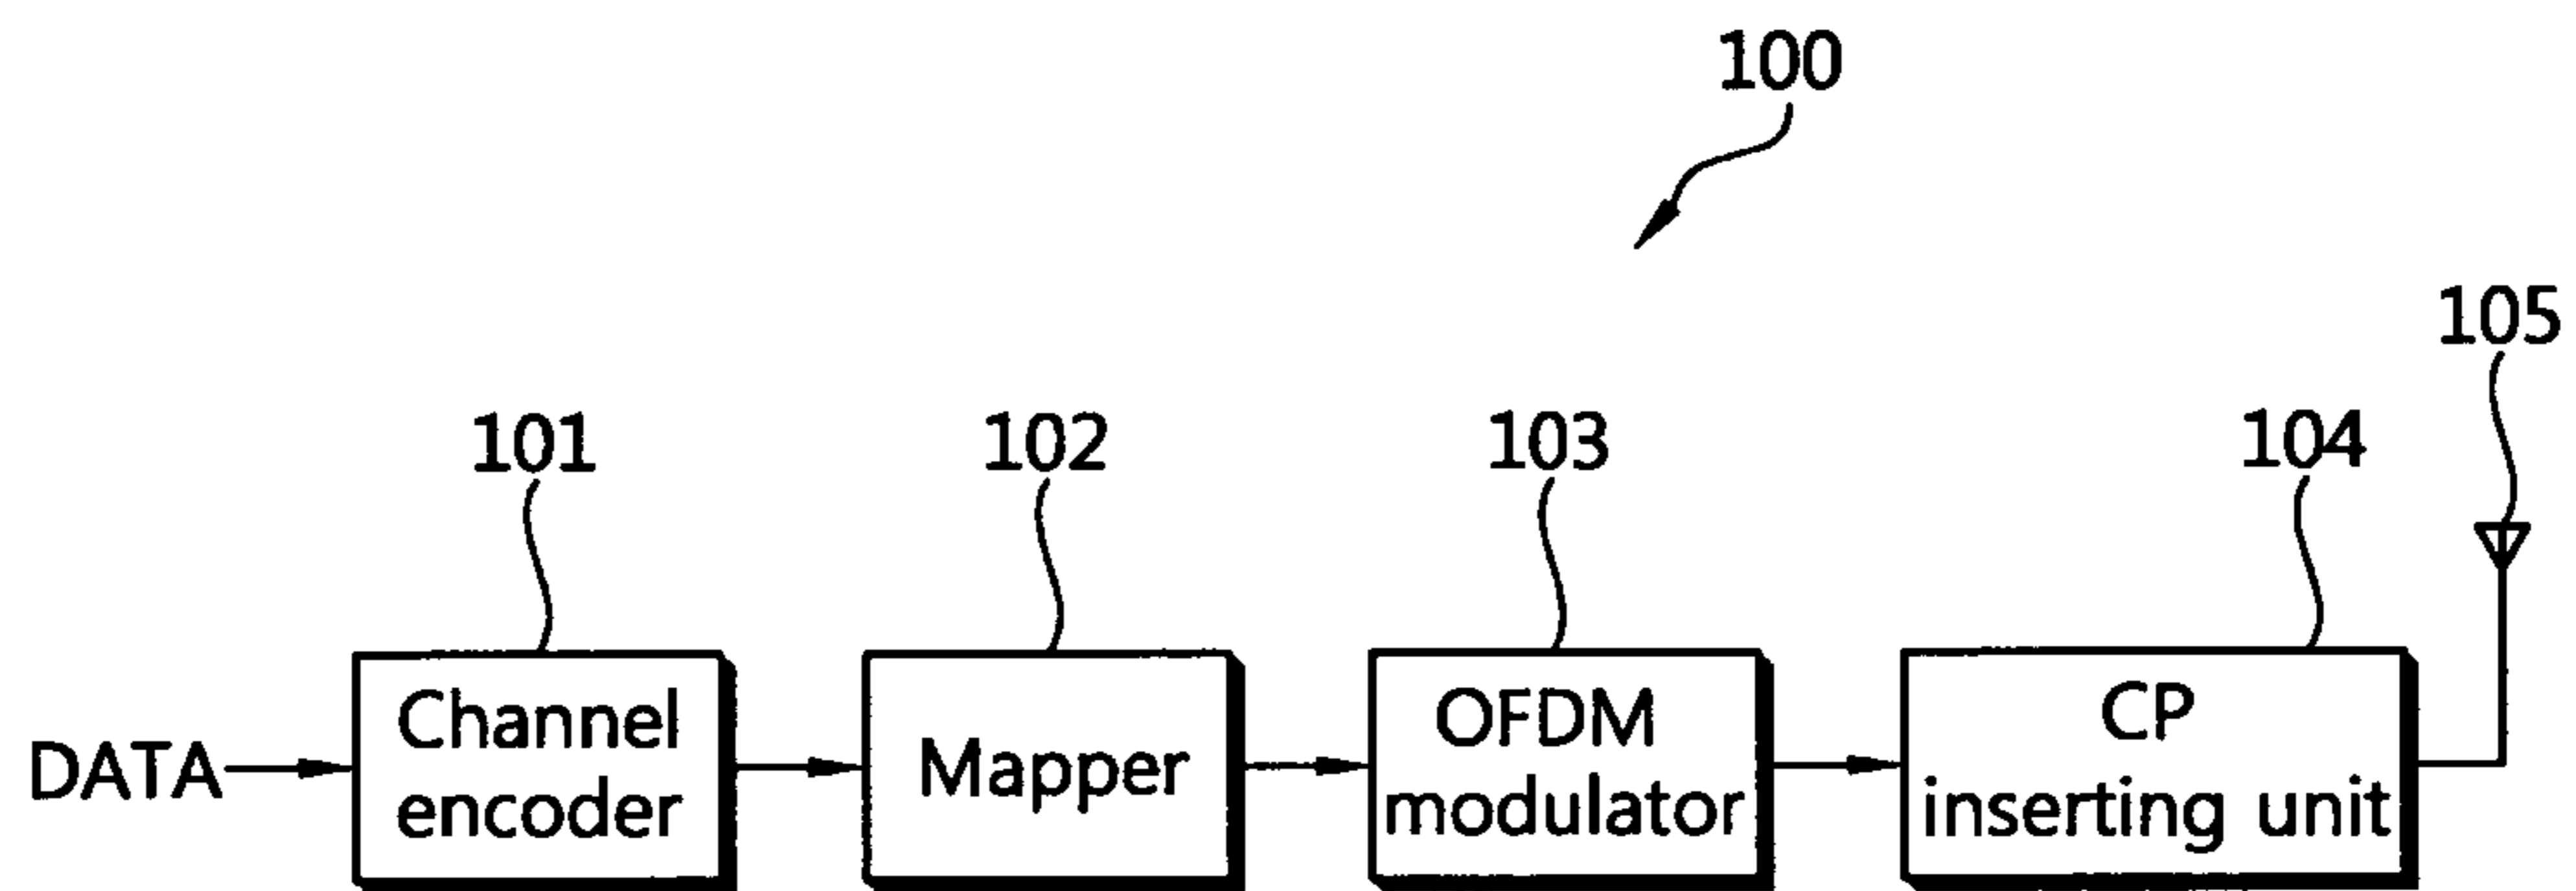 100
105
101
102
103
104
DATA
Channel
encoder
Mapper
OFDM
modulator
CP
inserting unit